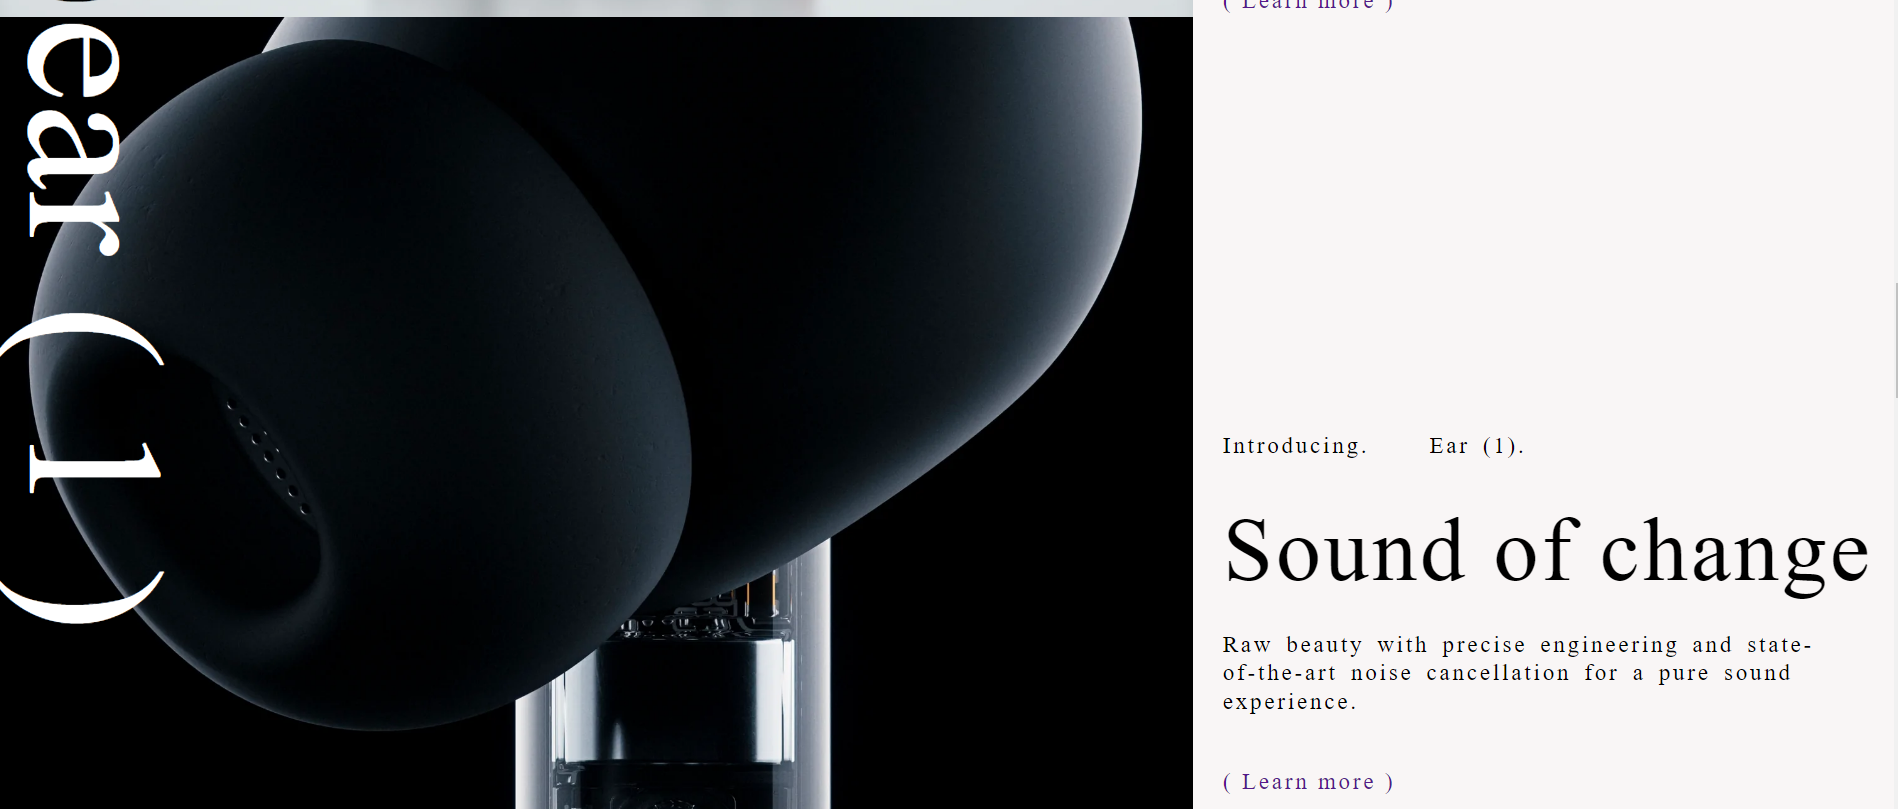 ( Learn more )
ear ( 1 )
Introducing. Ear (1).
Sound of change
Raw beauty with precise engineering and state-
of-the-art noise cancellation for a pure sound
experience.
( Learn more )